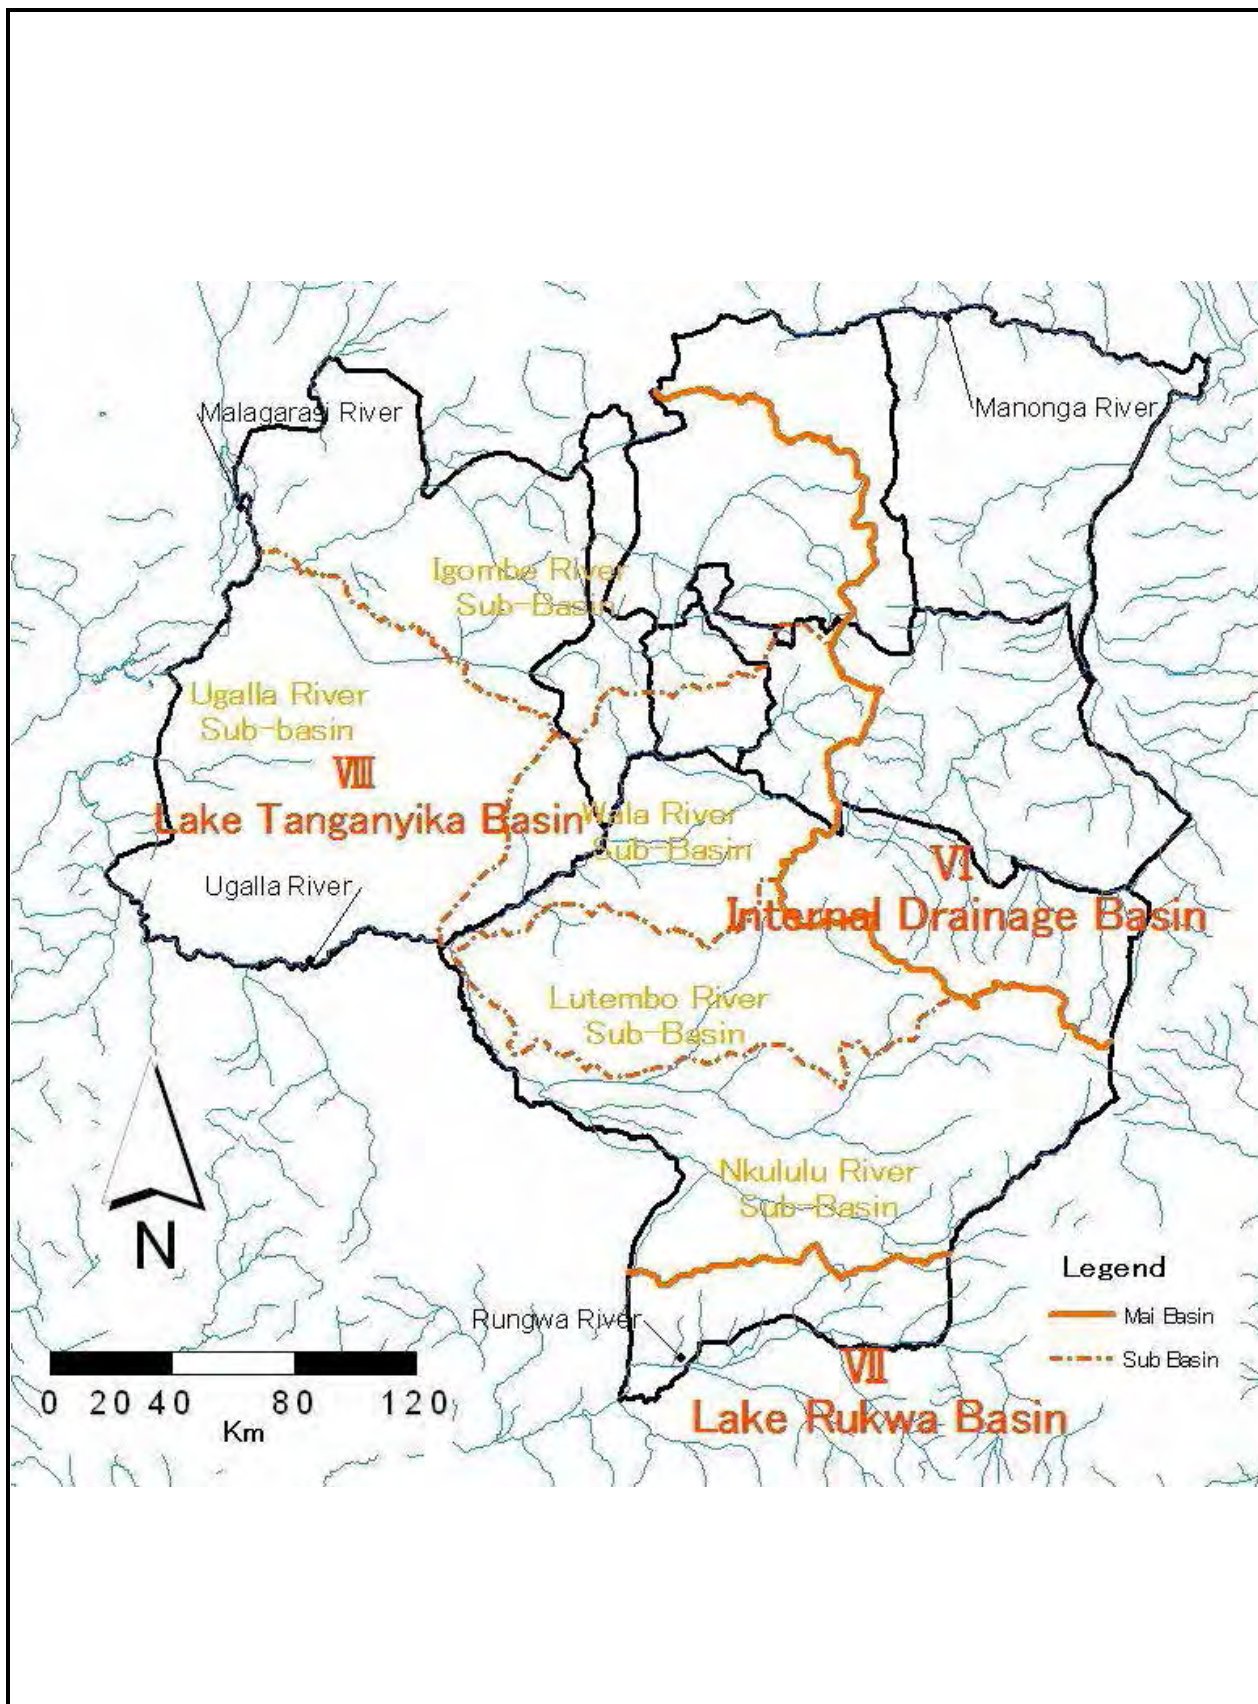 Malagarasi River
Manonga River
Igombe River
Sub-Basin
Ugalla River
Sub-basin
VIII
Lake Tanganyika Basin
Wala River
Sub-Basin
VI
Ugalla River
Internal Drainage Basin
Lutembo River
Sub-Basin
Nkululu River
Sub-Basin
N
Legend
Mai Basin
Rungwa River
Sub Basin
VII
0 20 40 80 120
Km
Lake Rukwa Basin